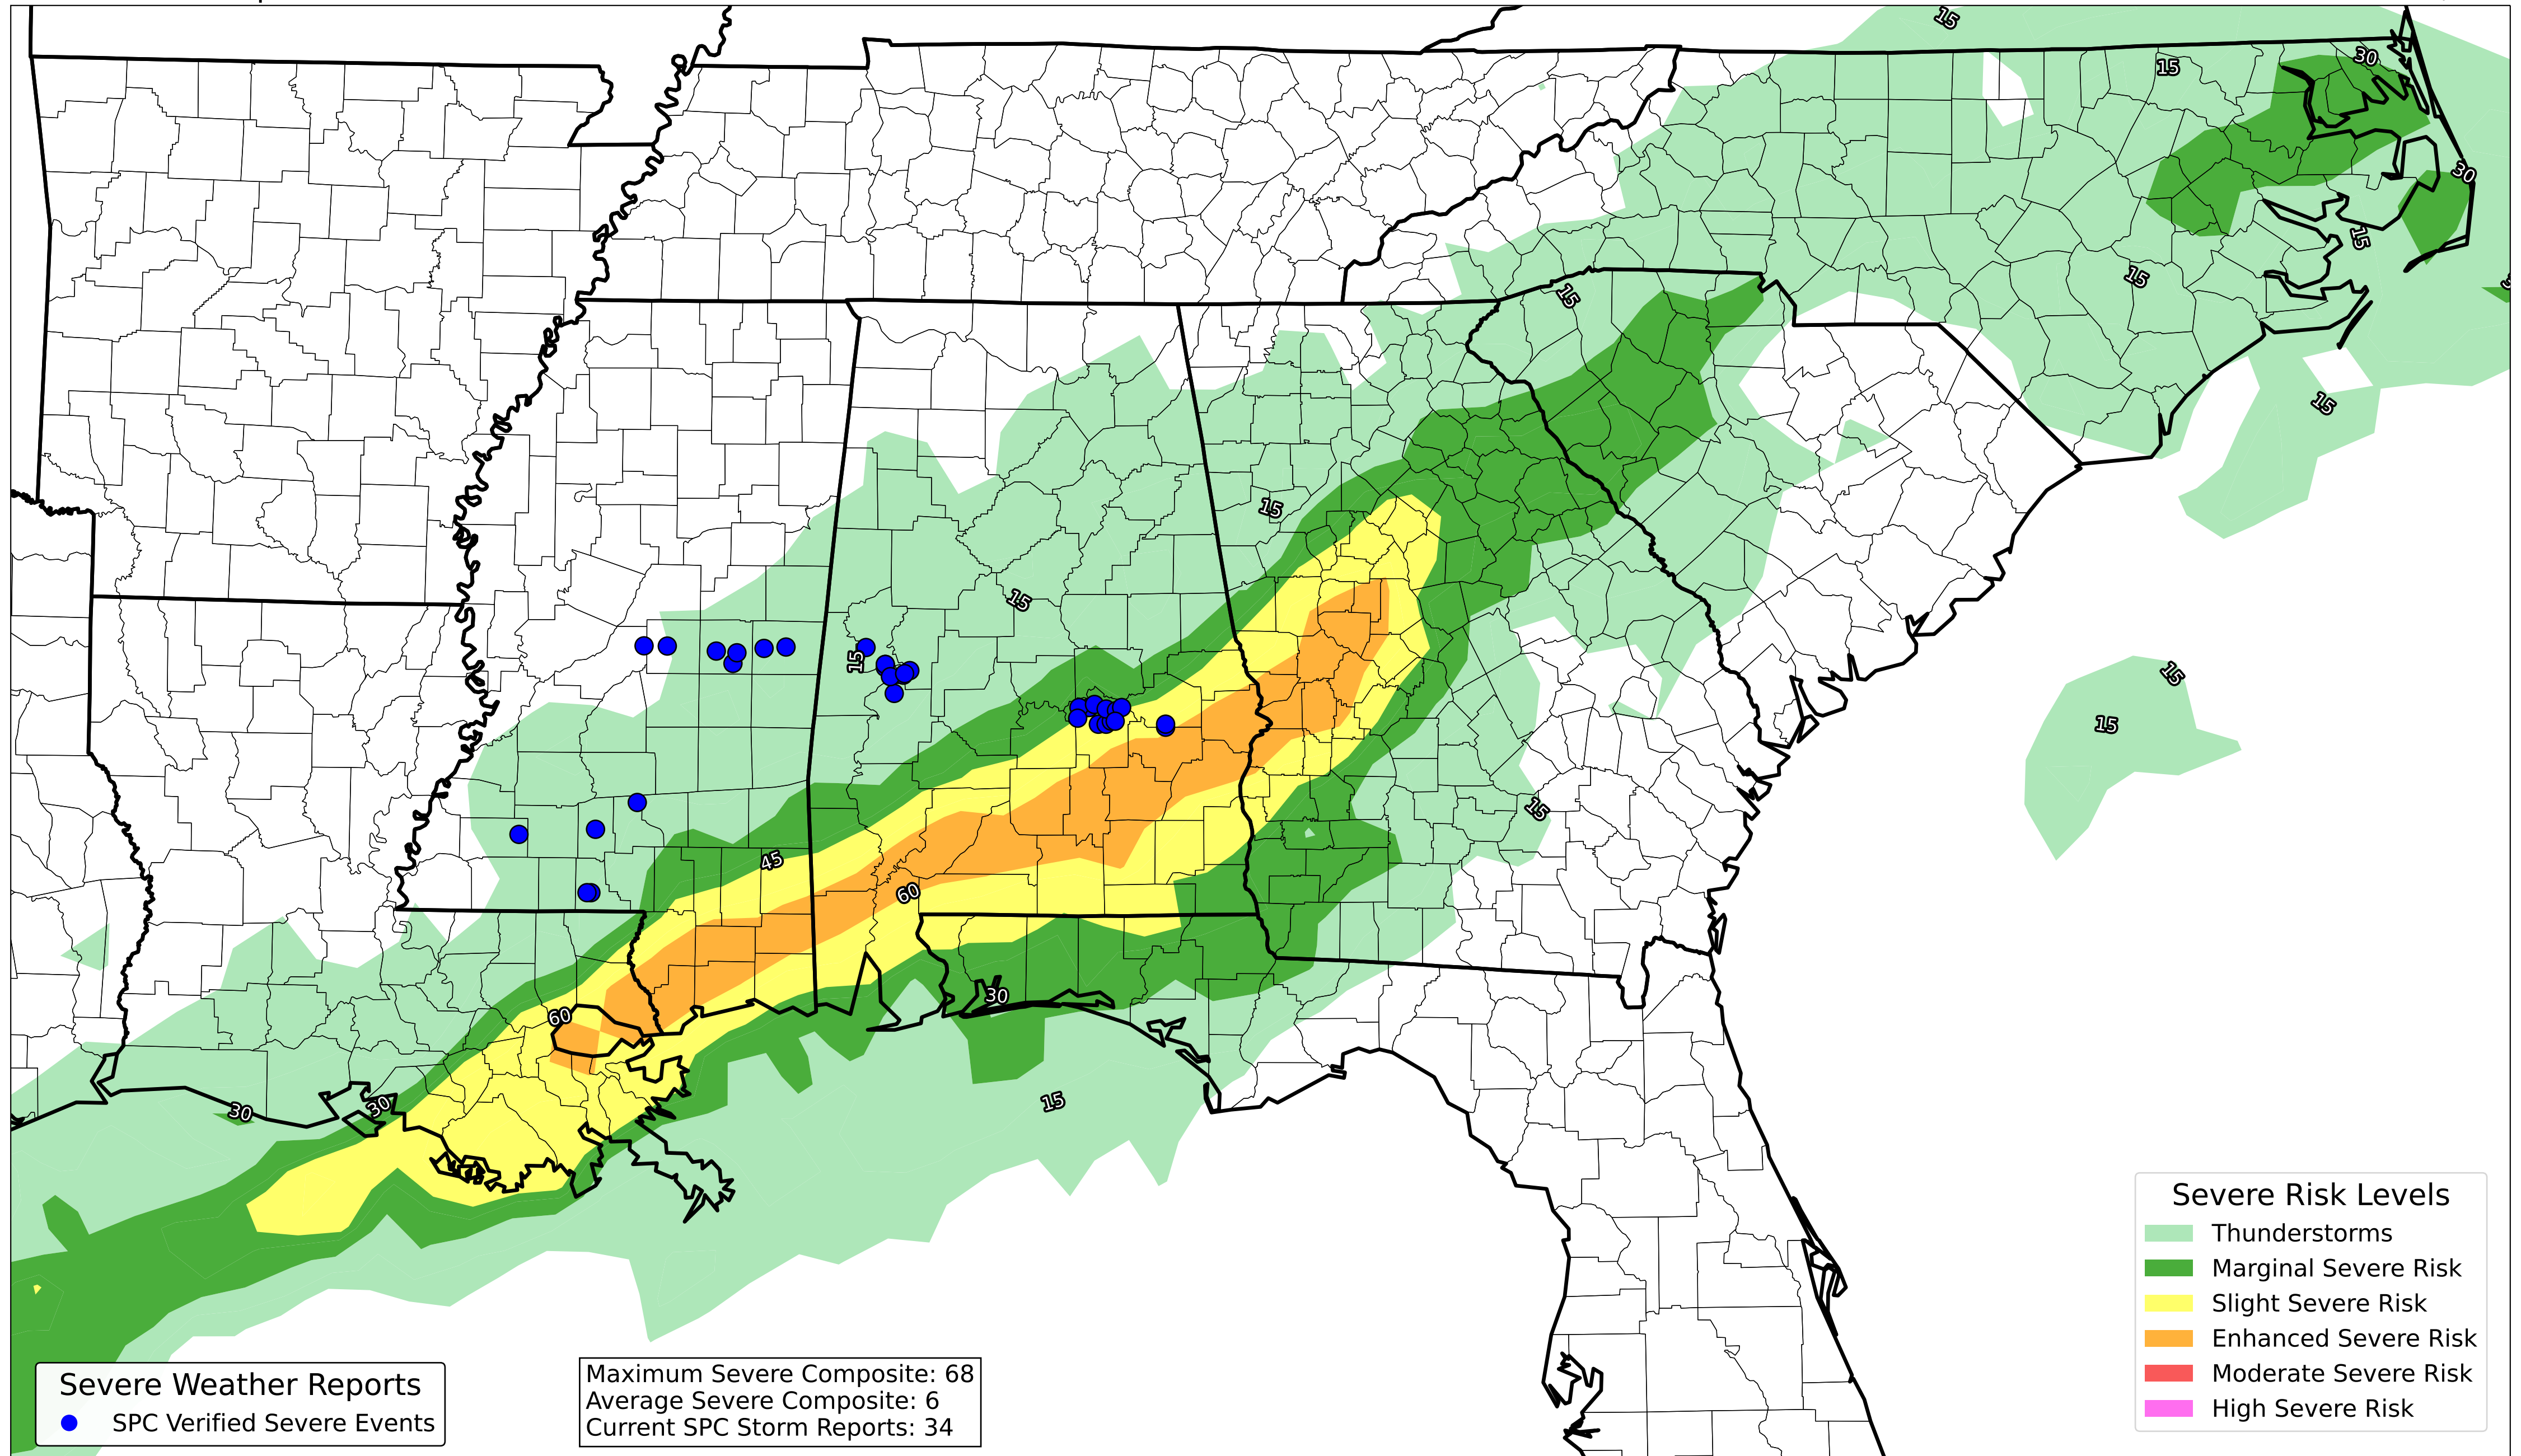 15
15
30
30
15
15
15
15
15
15
15
15
15
15
45
60
30
60
15
30
30
Severe Risk Levels
Thunderstorms
Marginal Severe Risk
Slight Severe Risk
Enhanced Severe Risk
Moderate Severe Risk
High Severe Risk
Severe Weather Reports
SPC Verified Severe Events
Maximum Severe Composite: 68
Average Severe Composite: 6
Current SPC Storm Reports: 34